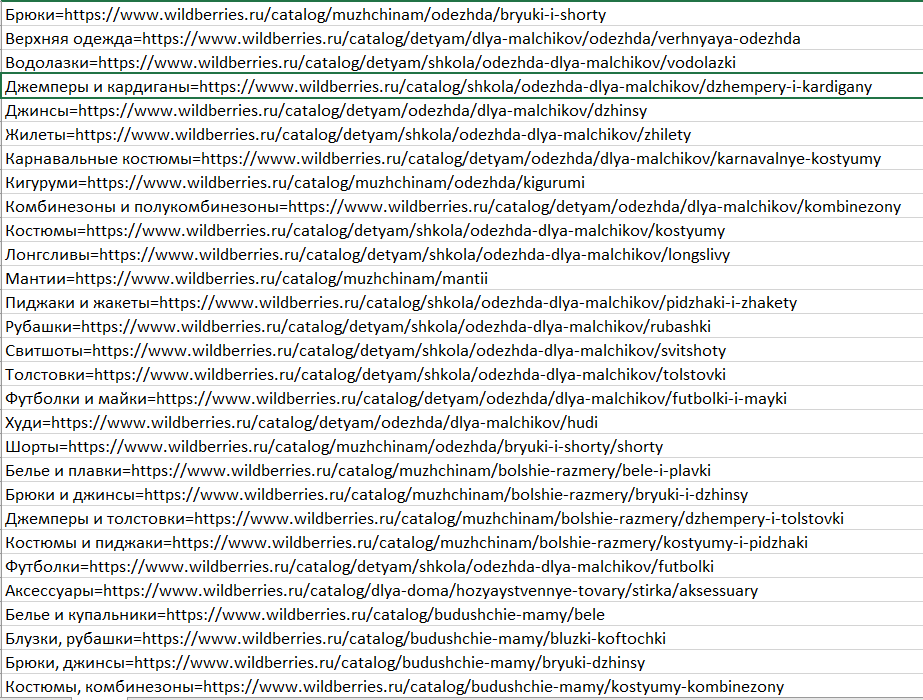 Брюки=https://www.wildberries.ru/catalog/muzhchinam/odezhda/bryuki-i-shorty
Верхняя одежда=https://www.wildberries.ru/catalog/detyam/dlya-malchikov/odezhda/verhnyaya-odezhda
Водолазки=https://www.wildberries.ru/catalog/detyam/shkola/odezhda-dlya-malchikov/vodolazki
Джемперы и кардиганы=https://www.wildberries.ru/catalog/shkola/odezhda-dlya-malchikov/dzhempery-i-kardigany
Джинсы=https://www.wildberries.ru/catalog/detyam/odezhda/dlya-malchikov/dzhinsy
Жилеты=https://www.wildberries.ru/catalog/detyam/shkola/odezhda-dlya-malchikov/zhilety
Карнавальные костюмы=https://www.wildberries.ru/catalog/detyam/odezhda/dlya-malchikov/karnavalnye-kostyumy
Кигуруми=https://www.wildberries.ru/catalog/muzhchinam/odezhda/kigurumi
Комбинезоны и полукомбинезоны=https://www.wildberries.ru/catalog/detyam/odezhda/dlya-malchikov/kombinezony
Костюмы=https://www.wildberries.ru/catalog/detyam/shkola/odezhda-dlya-malchikov/kostyumy
Лонгсливы=https://www.wildberries.ru/catalog/detyam/shkola/odezhda-dlya-malchikov/longslivy
Мантии=https://www.wildberries.ru/catalog/muzhchinam/mantii
Пиджаки и жакеты=https://www.wildberries.ru/catalog/shkola/odezhda-dlya-malchikov/pidzhaki-i-zhakety
Рубашки=https://www.wildberries.ru/catalog/detyam/shkola/odezhda-dlya-malchikov/rubashki
Свитшоты=https://www.wildberries.ru/catalog/detyam/shkola/odezhda-dlya-malchikov/svitshoty
Толстовки=https://www.wildberries.ru/catalog/detyam/shkola/odezhda-dlya-malchikov/tolstovki
Футболки и майки=https://www.wildberries.ru/catalog/detyam/odezhda/dlya-malchikov/futbolki-i-mayki
Худи=https://www.wildberries.ru/catalog/detyam/odezhda/dlya-malchikov/hudi
Шорты=https://www.wildberries.ru/catalog/muzhchinam/odezhda/bryuki-i-shorty/shorty
Белье и плавки=https://www.wildberries.ru/catalog/muzhchinam/bolshie-razmery/bele-i-plavki
Брюки и джинсы=https://www.wildberries.ru/catalog/muzhchinam/bolshie-razmery/bryuki-i-dzhinsy
Джемперы и толстовки=https://www.wildberries.ru/catalog/muzhchinam/bolshie-razmery/dzhempery-i-tolstovki
Костюмы и пиджаки=https://www.wildberries.ru/catalog/muzhchinam/bolshie-razmery/kostyumy-i-pidzhaki
Футболки=https://www.wildberries.ru/catalog/detyam/shkola/odezhda-dlya-malchikov/futbolki
Аксессуары=https://www.wildberries.ru/catalog/dlya-doma/hozyaystvennye-tovary/stirka/aksessuary
Белье и купальники=https://www.wildberries.ru/catalog/budushchie-mamy/bele
Блузки, рубашки=https://www.wildberries.ru/catalog/budushchie-mamy/bluzki-koftochki
Брюки, джинсы=https://www.wildberries.ru/catalog/budushchie-mamy/bryuki-dzhinsy
Костюмы, комбинезоны=https://www.wildberries.ru/catalog/budushchie-mamy/kostyumy-kombinezony